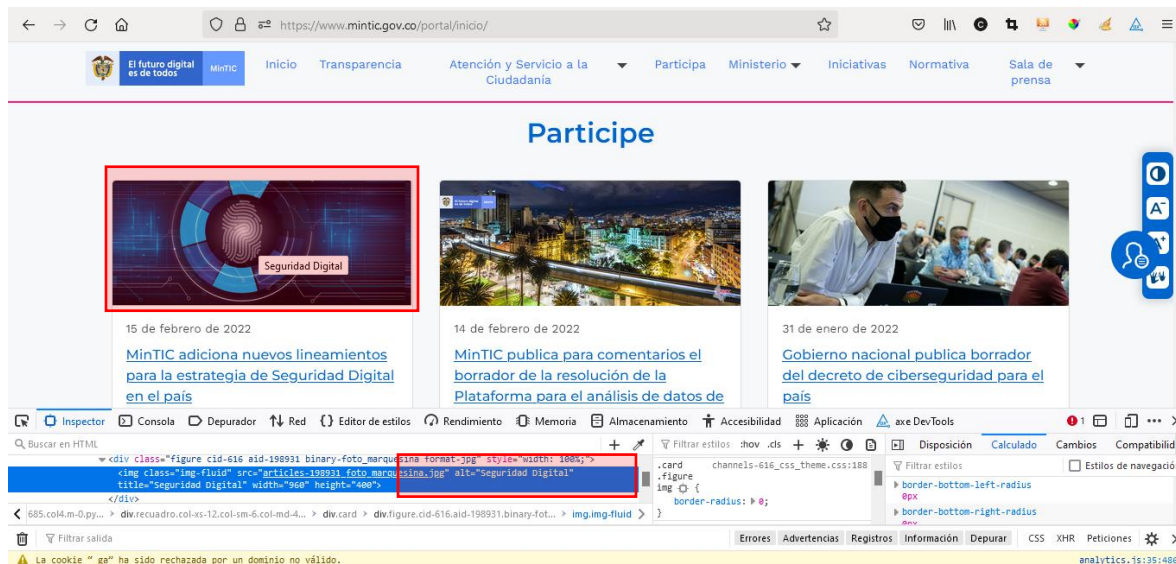 https://www.mintic.gov.co/portal/inicio/
El futuro digital
es de todos
MinTIC
Inicio
Transparencia
Atención y Servicio a la
Ciudadanía
Participa
Ministerio
Iniciativas
Normativa
Sala de
prensa
Participe
Seguridad Digital
15 de febrero de 2022
MinTIC adiciona nuevos lineamientos
para la estrategia de Seguridad Digital
en el país
14 de febrero de 2022
MinTIC publica para comentarios el
borrador de la resolución de la
Plataforma para el análisis de datos de
31 de enero de 2022
Gobierno nacional publica borrador
del decreto de ciberseguridad para el
país
Inspector Consola Depurador Red Editor de estilos Rendimiento Memoria Almacenamiento Accesibilidad Aplicación axe DevTools 1
Buscar en HTML
<div class="figure cid-616 aid-198931 binary-foto_marquesina format-jpg" style="width: 100%;">
<img class="img-fluid" src="articles-198931_foto_marquesina.jpg" alt="Seguridad Digital"
title="Seguridad Digital" width="960" height="400">
</div>
685.col4.m-0.py... > div.recuadro.col-xs-12.col-sm-6.col-md-4... > div.card > div.figure.cid-616.aid-198931.binary-fot... > img.img-fluid
Filtrar estilos :hov .cls
.card channels-616_css_theme.css:188
.figure
img {
border-radius: 0;
}
Disposición Calculado Cambios Compatibilid
Filtrar estilos Estilos de navegació
border-bottom-left-radius
0px
border-bottom-right-radius
0px
Filtrar salida Errores Advertencias Registros Información Depurar CSS XHR Peticiones
La cookie "_ga" ha sido rechazada por un dominio no válido. analytics.js:35:486